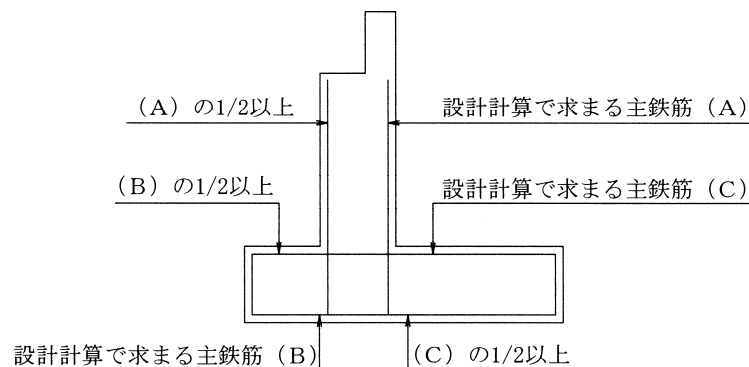 (A)の1/2以上
設計計算で求まる主鉄筋(A)
(B)の1/2以上
設計計算で求まる主鉄筋(C)
設計計算で求まる主鉄筋(B)
(C)の1/2以上